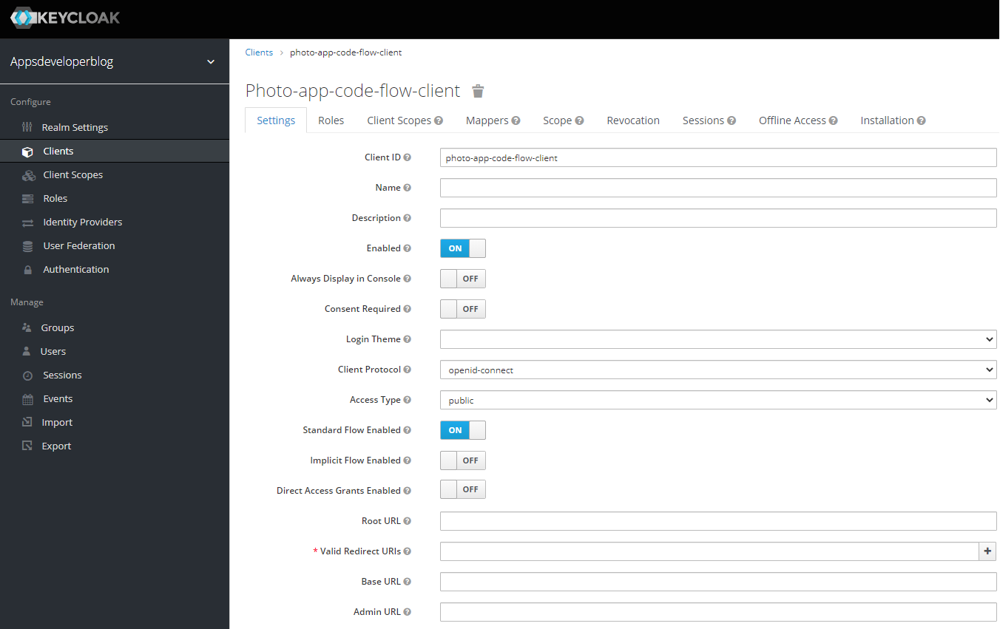 KEYCLOAK
Appsdeveloperblog
Configure
Realm Settings
Clients
Client Scopes
Roles
Identity Providers
User Federation
Authentication
Manage
Groups
Users
Sessions
Events
Import
Export
Clients > photo-app-code-flow-client
Photo-app-code-flow-client
Settings Roles Client Scopes Mappers Scope Revocation Sessions Offline Access Installation
Client ID photo-app-code-flow-client
Name
Description
Enabled ON
Always Display in Console OFF
Consent Required OFF
Login Theme
Client Protocol openid-connect
Access Type public
Standard Flow Enabled ON
Implicit Flow Enabled OFF
Direct Access Grants Enabled OFF
Root URL
* Valid Redirect URIs +
Base URL
Admin URL